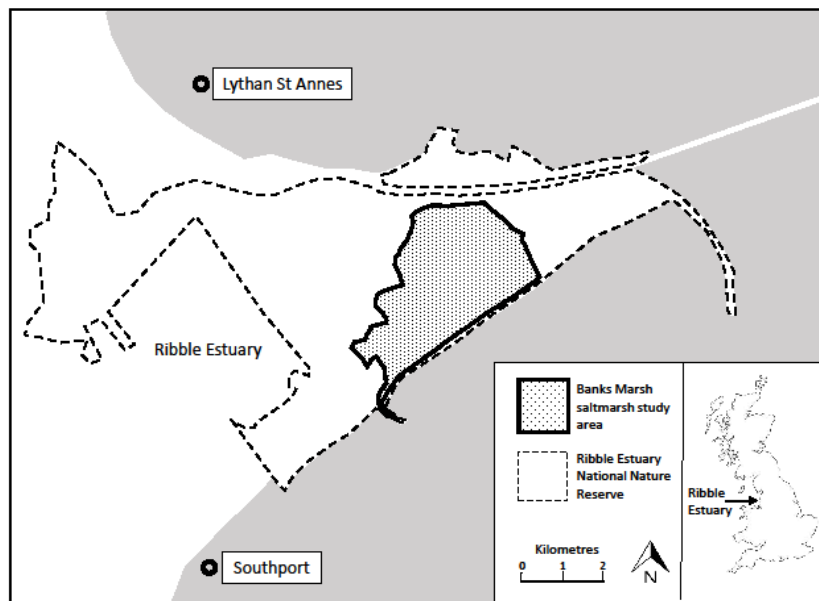 Lythan St Annes
Ribble Estuary
Southport
Banks Marsh
saltmarsh study
area
Ribble Estuary
National Nature
Reserve
Kilometres
0 1 2
N
Ribble
Estuary